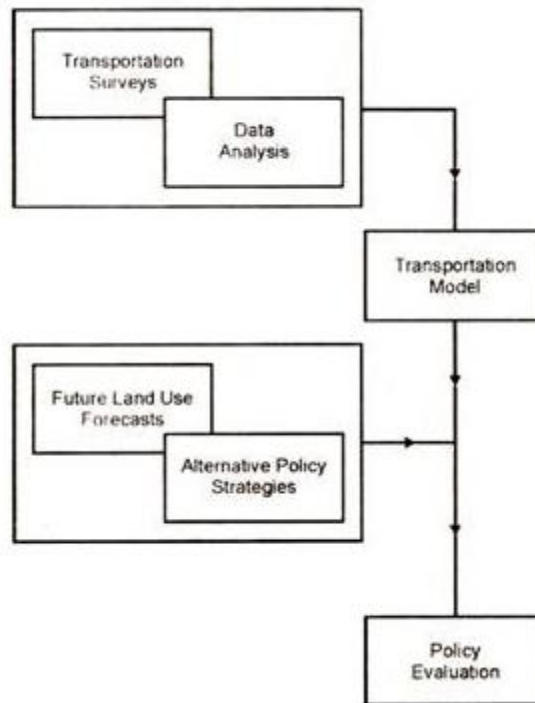 Transportation
Surveys
Data
Analysis
Transportation
Model
Future Land Use
Forecasts
Alternative Policy
Strategies
Policy
Evaluation